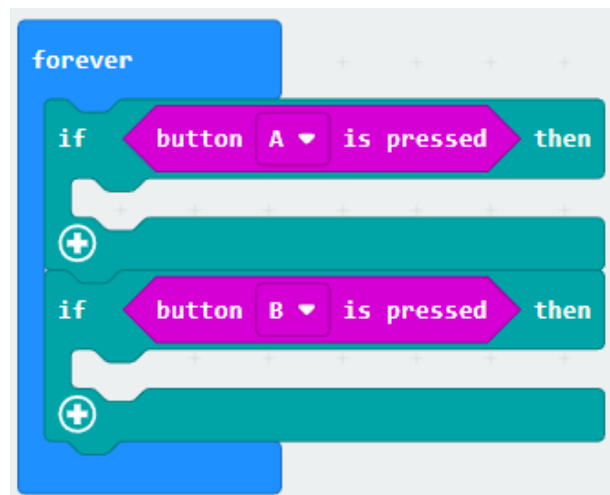 forever
if button A is pressed then
if button B is pressed then